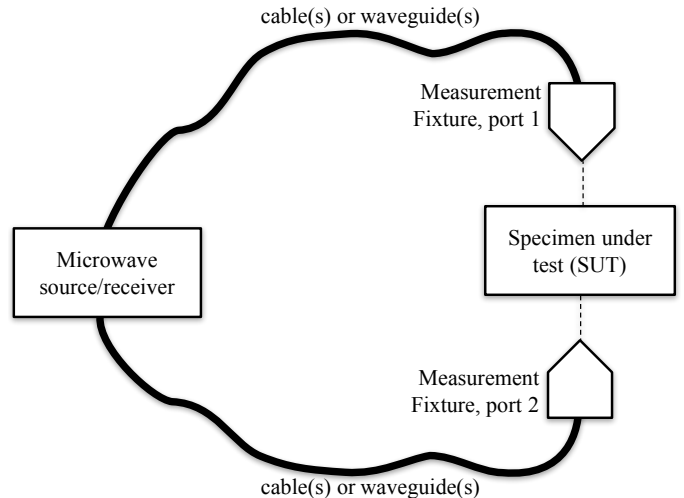 cable(s) or waveguide(s)
Measurement
Fixture, port 1
Microwave
source/receiver
Specimen under
test (SUT)
Measurement
Fixture, port 2
cable(s) or waveguide(s)